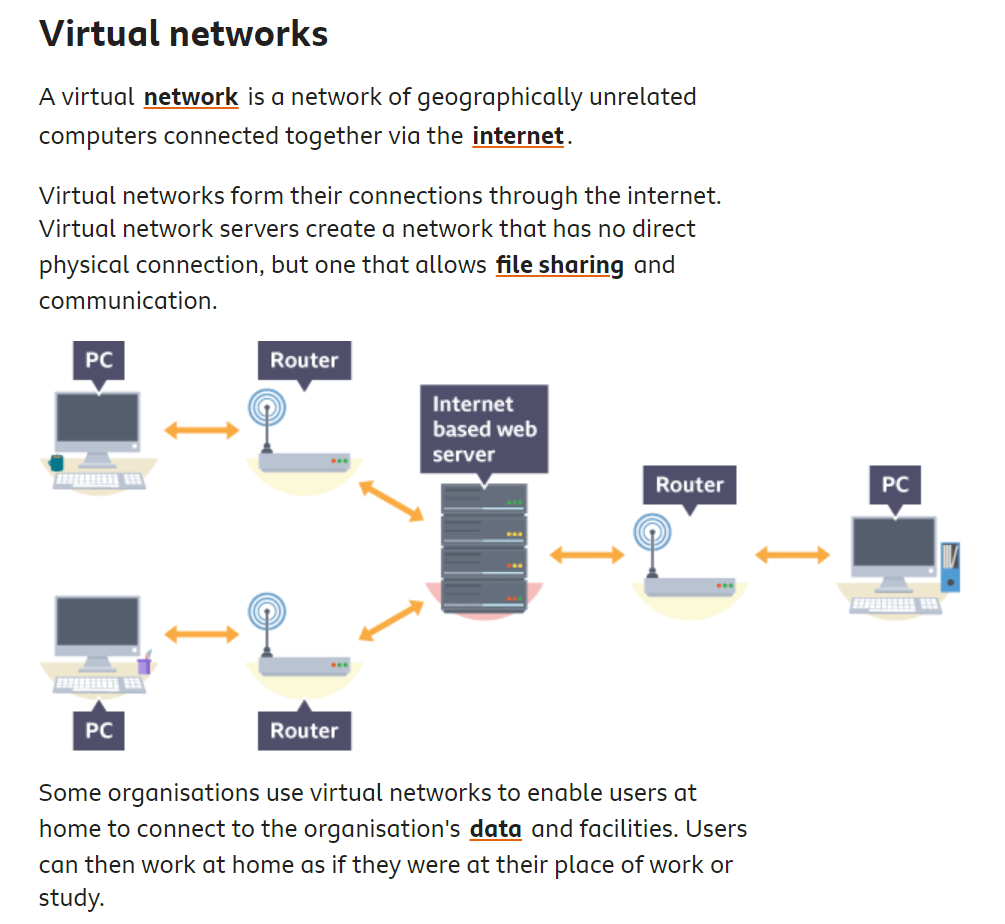 Virtual networks
A virtual network is a network of geographically unrelated
computers connected together via the internet.
Virtual networks form their connections through the internet.
Virtual network servers create a network that has no direct
physical connection, but one that allows file sharing and
communication.
PC
Router
Internet
based web
server
Router
PC
PC
Router
Some organisations use virtual networks to enable users at
home to connect to the organisation's data and facilities. Users
can then work at home as if they were at their place of work or
study.